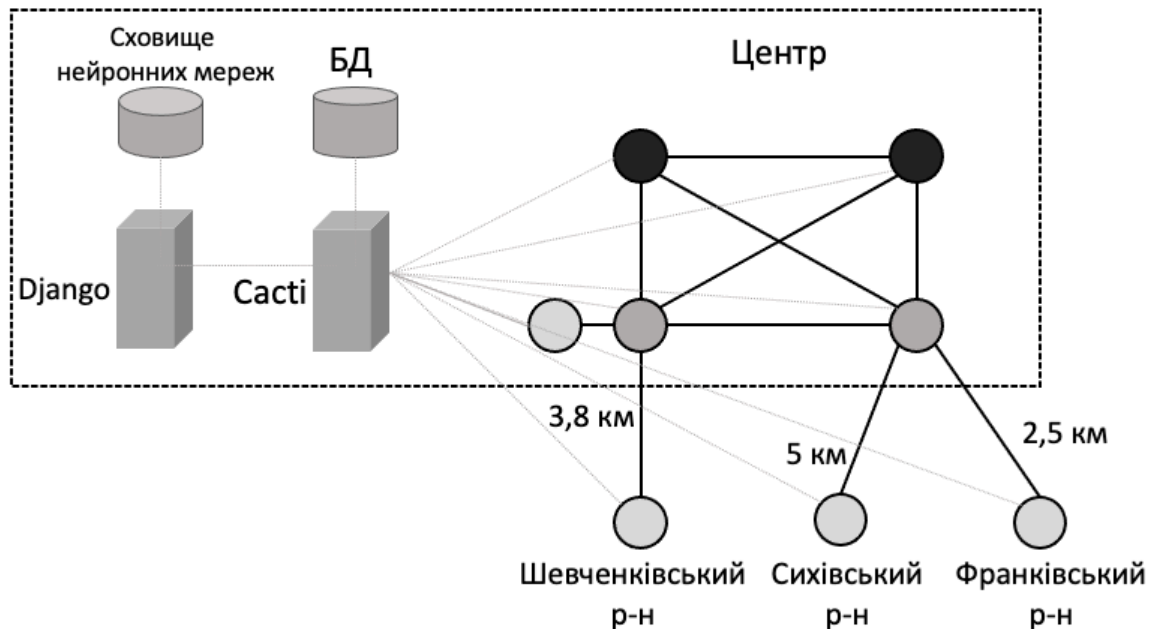 Сховище
нейронних мереж
БД
Центр
Django
Cacti
3,8 км
5 км
2,5 км
Шевченківський
р-н
Сихівський
р-н
Франківський
р-н